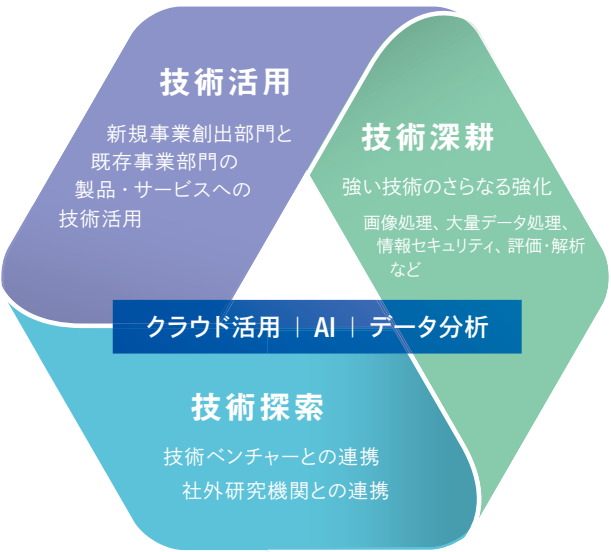 技術活用
新規事業創出部門と
既存事業部門の
製品・サービスへの
技術活用
技術深耕
強い技術のさらなる強化
画像処理、大量データ処理、
情報セキュリティ、評価・解析
など
クラウド活用 | AI | データ分析
技術探索
技術ベンチャーとの連携
社外研究機関との連携